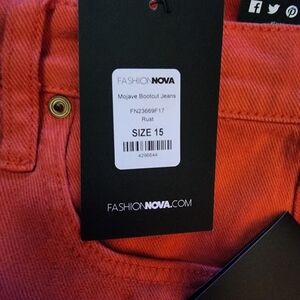 FASHIONNOVA
Mojave Bootcut Jeans
FN23669F17
Rust
SIZE 15
4296644
FASHIONNOVA.COM